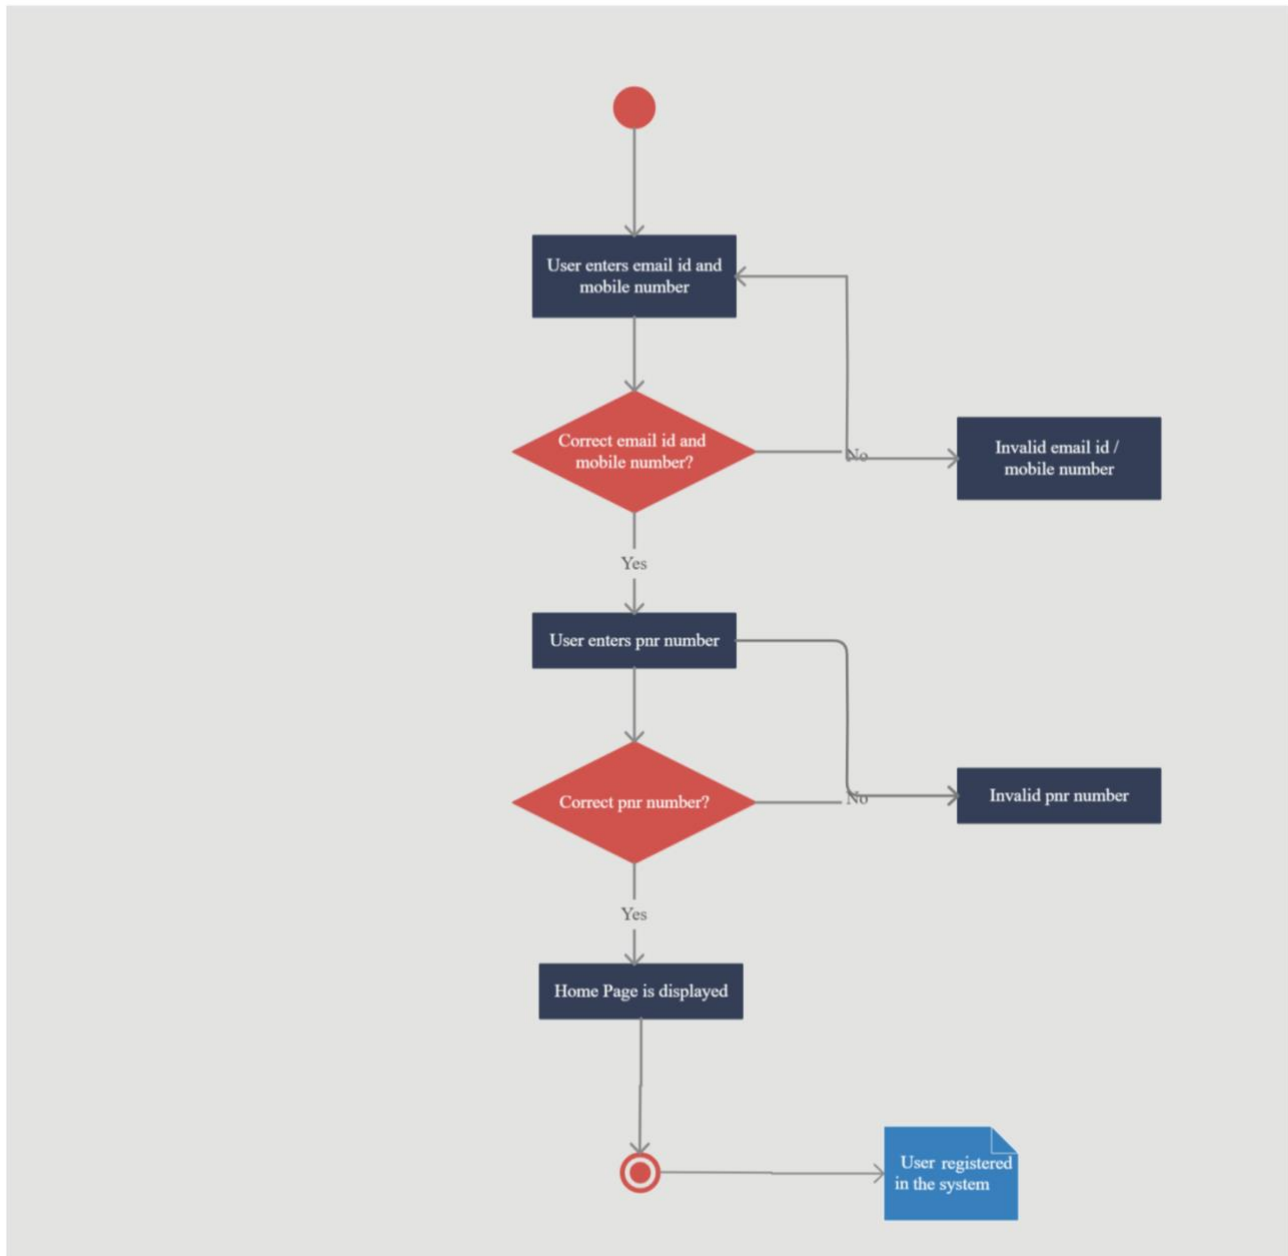 User enters email id and
mobile number
Correct email id and
mobile number?
No
Invalid email id /
mobile number
Yes
User enters pnr number
Correct pnr number?
No
Invalid pnr number
Yes
Home Page is displayed
User registered
in the system